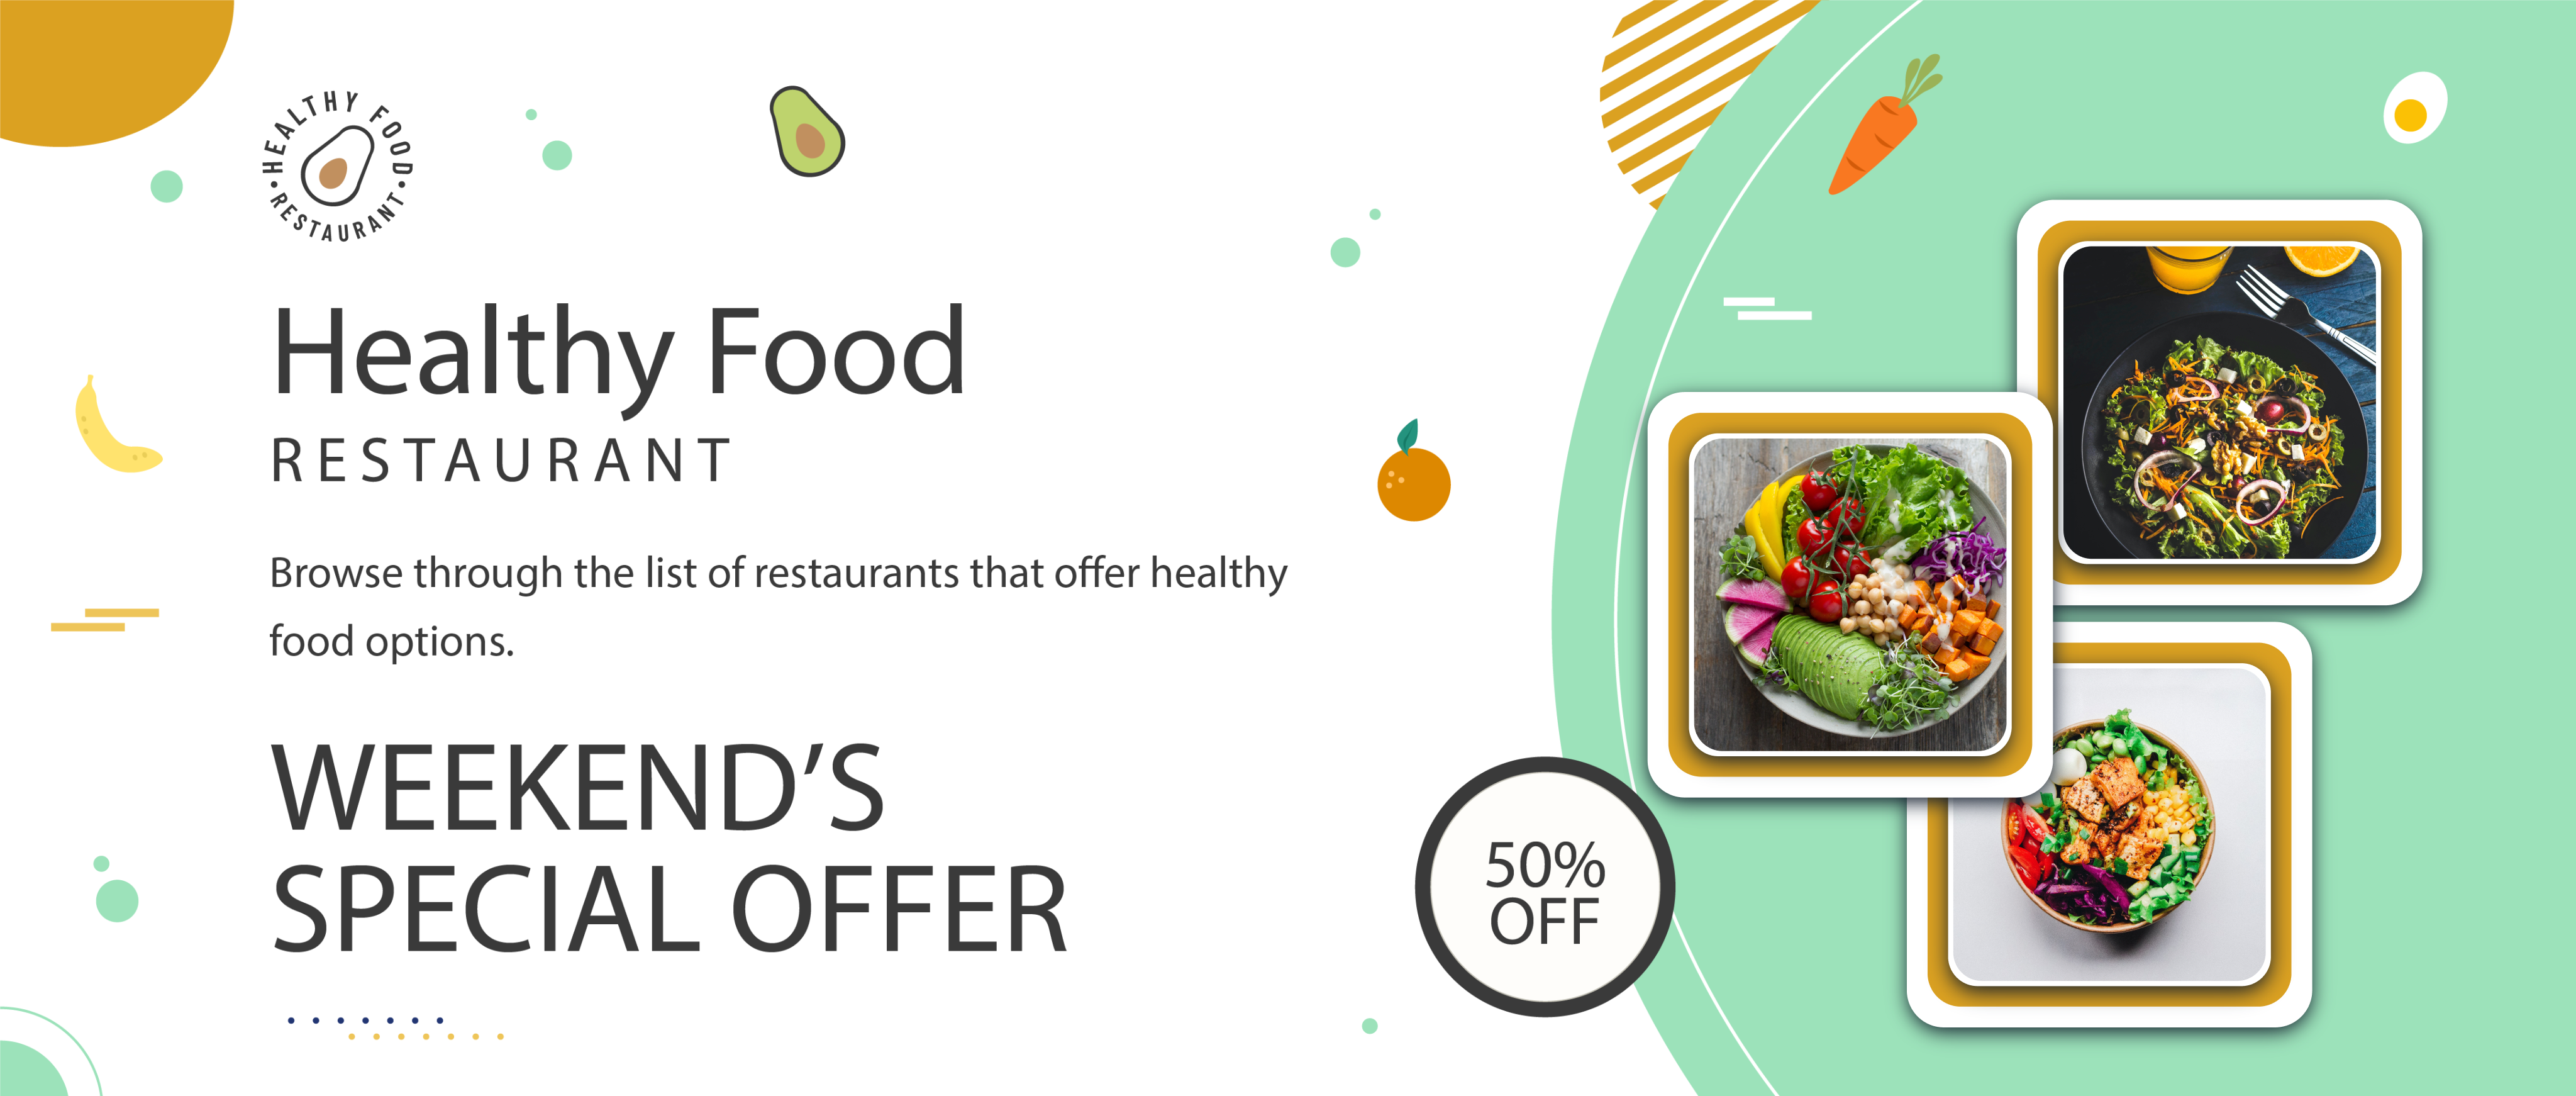 HEALTHY FOOD
•RESTAURANT•
Healthy Food
RESTAURANT
Browse through the list of restaurants that offer healthy
food options.
WEEKEND’S
SPECIAL OFFER
50%
OFF